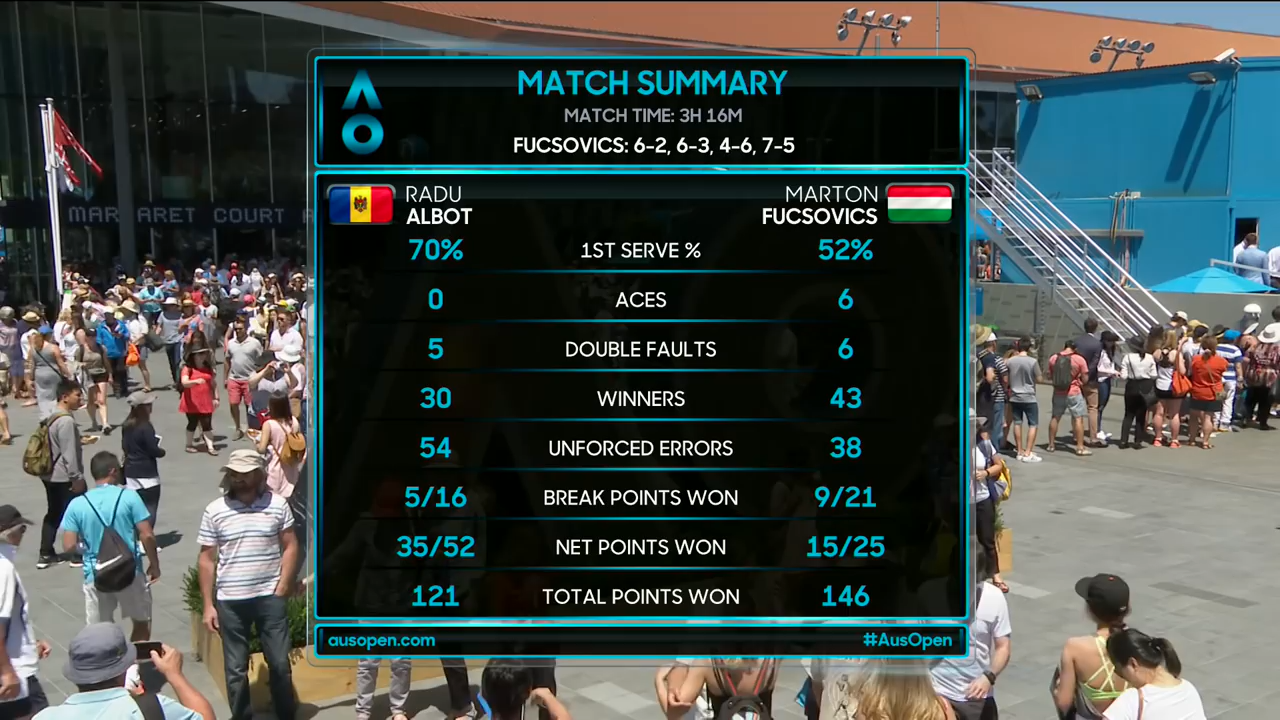 MATCH SUMMARY
MATCH TIME: 3H 16M
FUCSOVICS: 6-2, 6-3, 4-6, 7-5
RADU ALBOT
MARTON FUCSOVICS
70% 1ST SERVE % 52%
0 ACES 6
5 DOUBLE FAULTS 6
30 WINNERS 43
54 UNFORCED ERRORS 38
5/16 BREAK POINTS WON 9/21
35/52 NET POINTS WON 15/25
121 TOTAL POINTS WON 146
ausopen.com #AusOpen
MARGARET COURT A